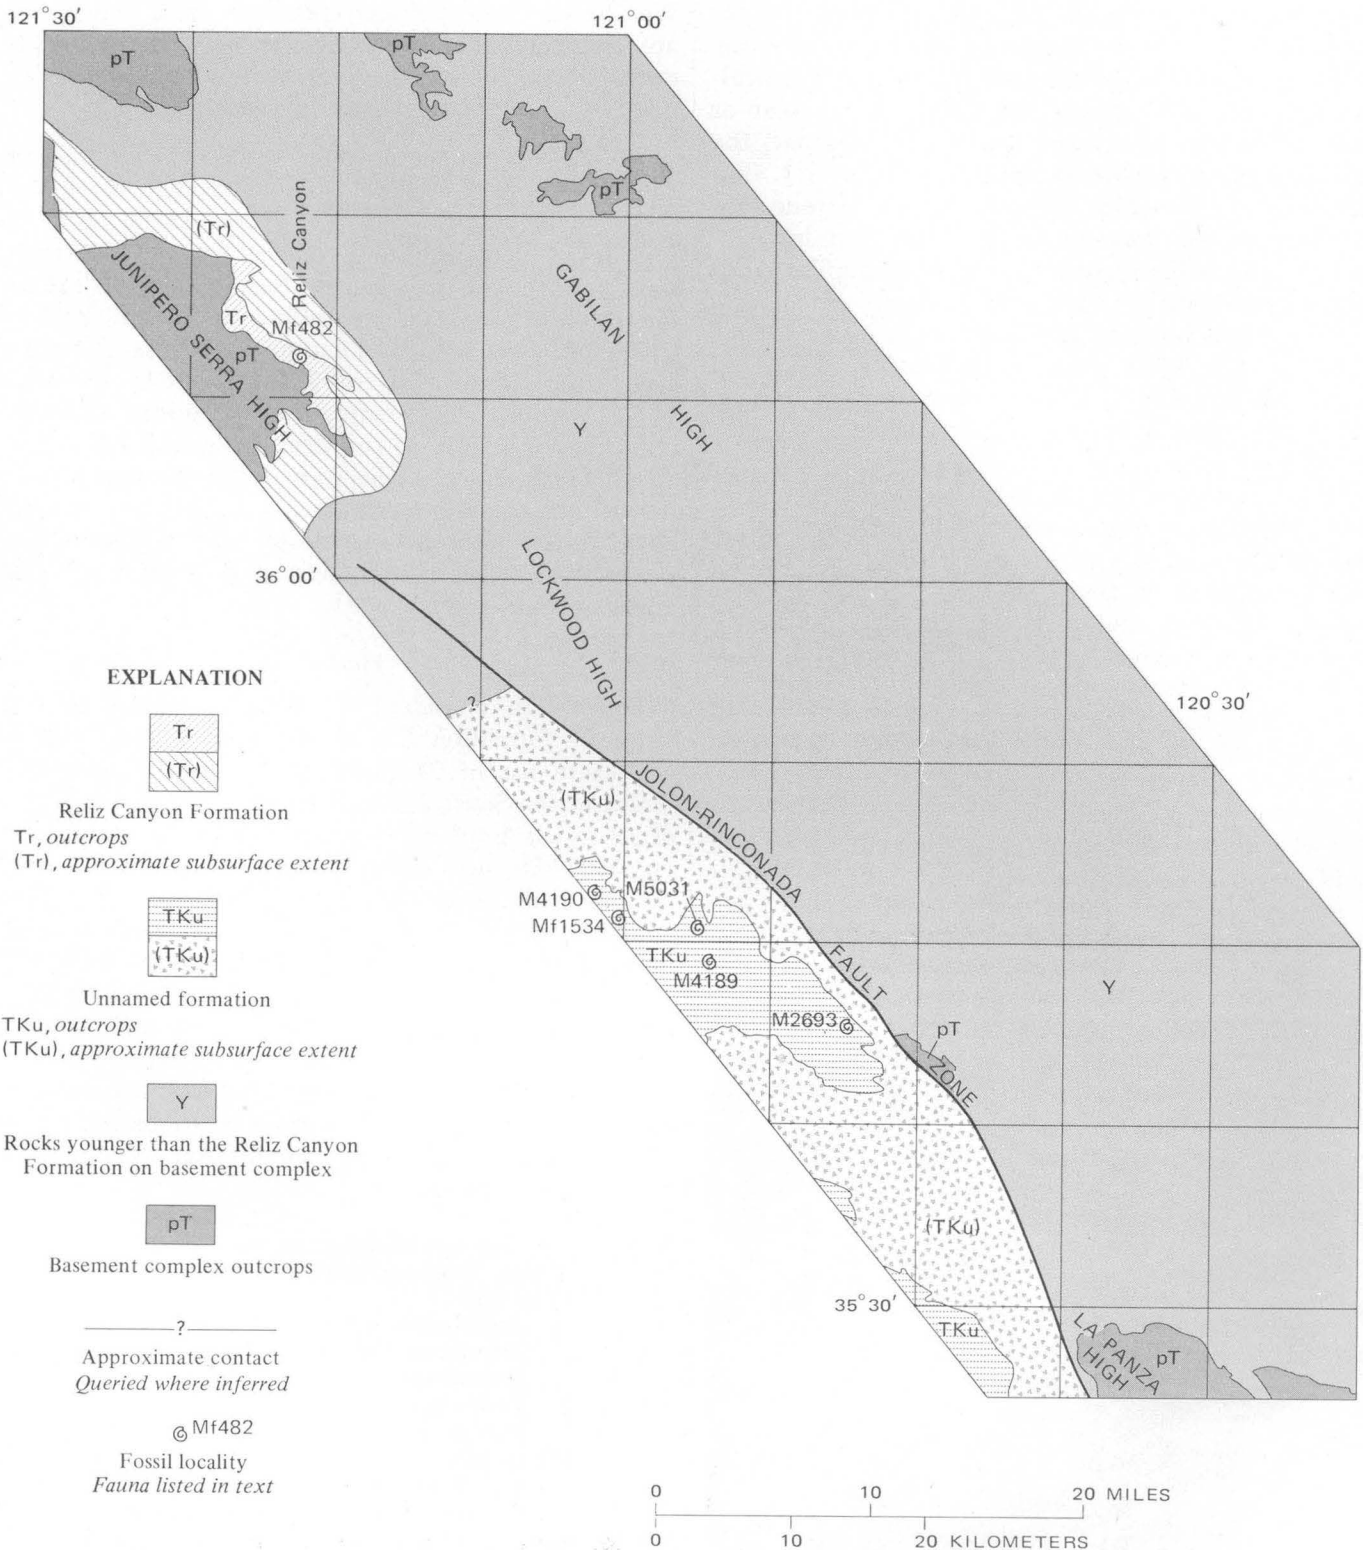 121°30′
121°00′
pT
pT
pT
(Tr)
Reliz Canyon
JUNIPERO SERRA HIGH
Tr
Mf482
pT
GABILAN
HIGH
Y
LOCKWOOD HIGH
36°00′
120°30′
?
(TKu)
JOLON-RINCONADA
FAULT
ZONE
M5031
M4190
Mf1534
TKu
M4189
M2693
Y
pT
(TKu)
35°30′
TKu
LA PANZA
HIGH
pT
EXPLANATION
Tr
(Tr)
Reliz Canyon Formation
Tr, outcrops
(Tr), approximate subsurface extent
TKu
(TKu)
Unnamed formation
TKu, outcrops
(TKu), approximate subsurface extent
Y
Rocks younger than the Reliz Canyon
Formation on basement complex
pT
Basement complex outcrops
?
Approximate contact
Queried where inferred
Mf482
Fossil locality
Fauna listed in text
0 10 20 MILES
0 10 20 KILOMETERS